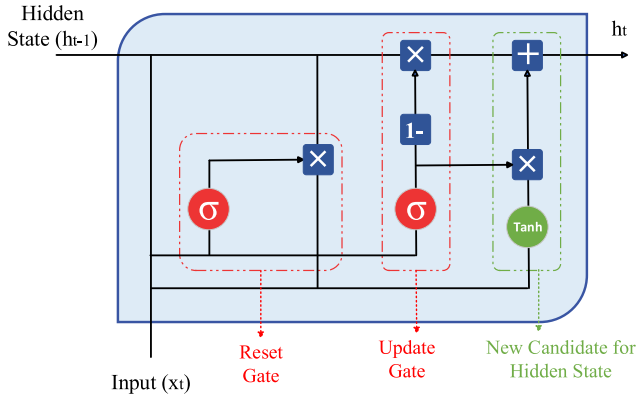 Hidden
State (ht-1)
ht
×
+
1-
×
×
σ
σ
Tanh
Reset
Gate
Update
Gate
New Candidate for
Hidden State
Input (xt)